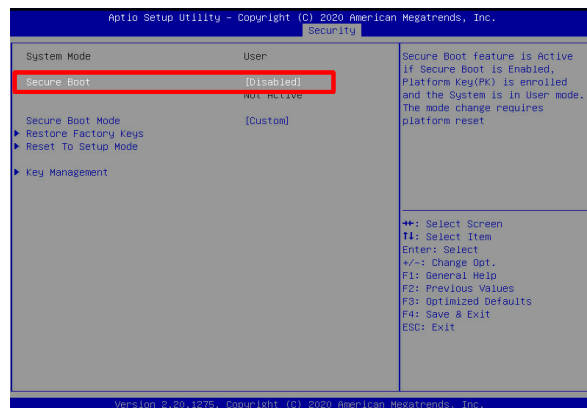 Aptio Setup Utility – Copyright (C) 2020 American Megatrends, Inc.
Security
System Mode User
Secure Boot [Disabled]
Not Active
Secure Boot Mode [Custom]
Restore Factory Keys
Reset To Setup Mode
Key Management
Secure Boot feature is Active
if Secure Boot is Enabled,
Platform Key(PK) is enrolled
and the System is in User mode.
The mode change requires
platform reset
→←: Select Screen
↑↓: Select Item
Enter: Select
+/-: Change Opt.
F1: General Help
F2: Previous Values
F3: Optimized Defaults
F4: Save & Exit
ESC: Exit
Version 2.20.1275. Copyright (C) 2020 American Megatrends, Inc.